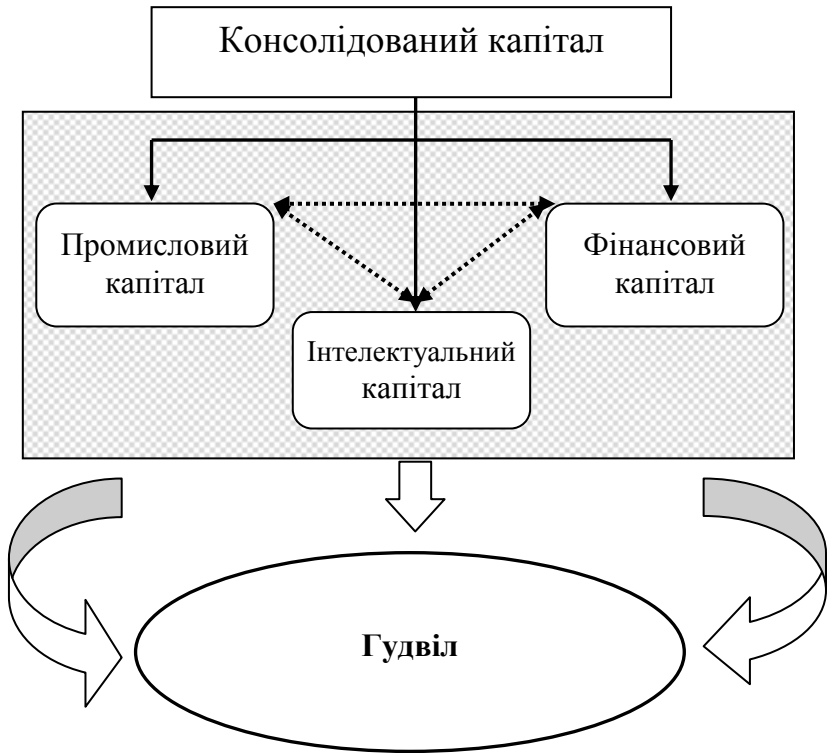 Консолідований капітал
Промисловий
капітал
Фінансовий
капітал
Інтелектуальний
капітал
Гудвіл